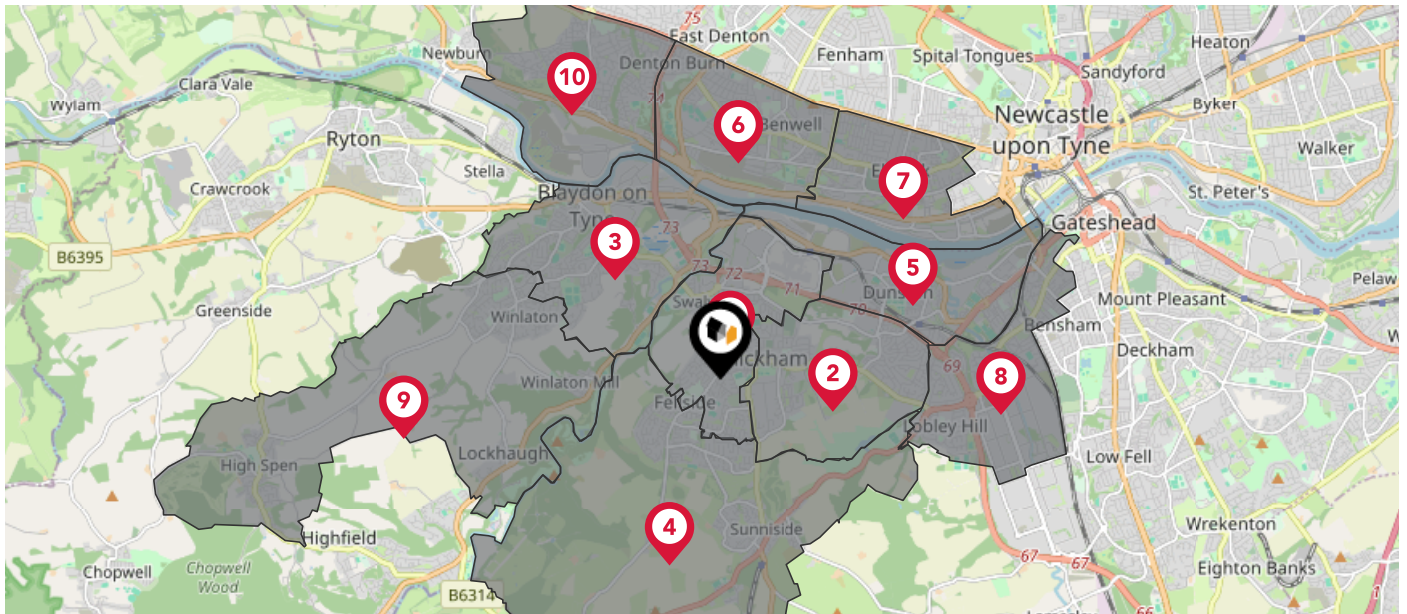 75
East Denton
Newburn
Denton Burn
Fenham
Spital Tongues
Heaton
Clara Vale
10
Sandyford
74
Wylam
Byker
Newcastle
upon Tyne
6
Benwell
Ryton
Walker
Stella
7
Crawcrook
Blaydon on
Tyne
St. Peter's
Gateshead
73
3
B6395
73
72
5
Pelaw
71
Dunston
Mount Pleasant
Greenside
70
Winlaton
Bensham
Deckham
69
2
8
Winlaton Mill
9
Fellside
Lobley Hill
Lockhaugh
High Spen
Low Fell
4
Sunniside
Wrekenton
Highfield
67
67
Eighton Banks
Chopwell
Chopwell
Wood
B6314
66
1